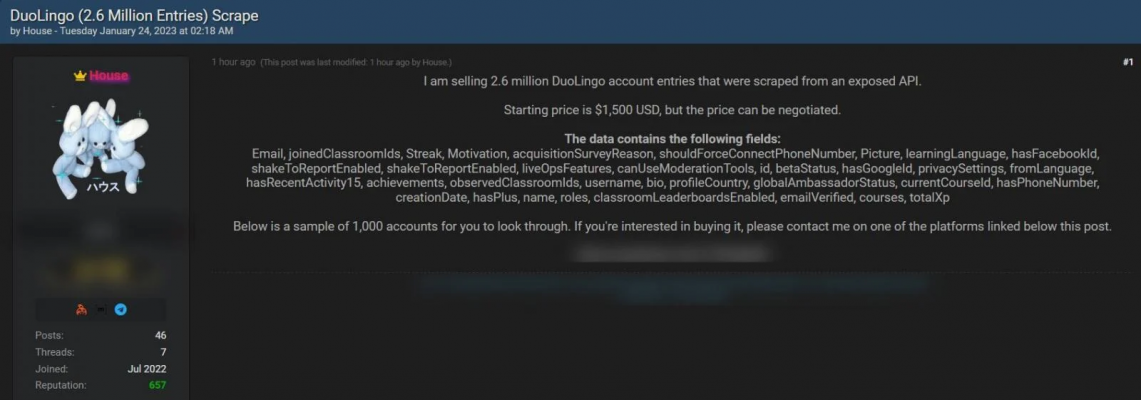 DuoLingo (2.6 Million Entries) Scrape
by House - Tuesday January 24, 2023 at 02:18 AM
House
ハウス
Posts: 46
Threads: 7
Joined: Jul 2022
Reputation: 657
1 hour ago (This post was last modified: 1 hour ago by House.) #1
I am selling 2.6 million DuoLingo account entries that were scraped from an exposed API.
Starting price is $1,500 USD, but the price can be negotiated.
The data contains the following fields:
Email, joinedClassroomIds, Streak, Motivation, acquisitionSurveyReason, shouldForceConnectPhoneNumber, Picture, learningLanguage, hasFacebookId,
shakeToReportEnabled, shakeToReportEnabled, liveOpsFeatures, canUseModerationTools, id, betaStatus, hasGoogleId, privacySettings, fromLanguage,
hasRecentActivity15, achievements, observedClassroomIds, username, bio, profileCountry, globalAmbassadorStatus, currentCourseId, hasPhoneNumber,
creationDate, hasPlus, name, roles, classroomLeaderboardsEnabled, emailVerified, courses, totalXp
Below is a sample of 1,000 accounts for you to look through. If you're interested in buying it, please contact me on one of the platforms linked below this post.